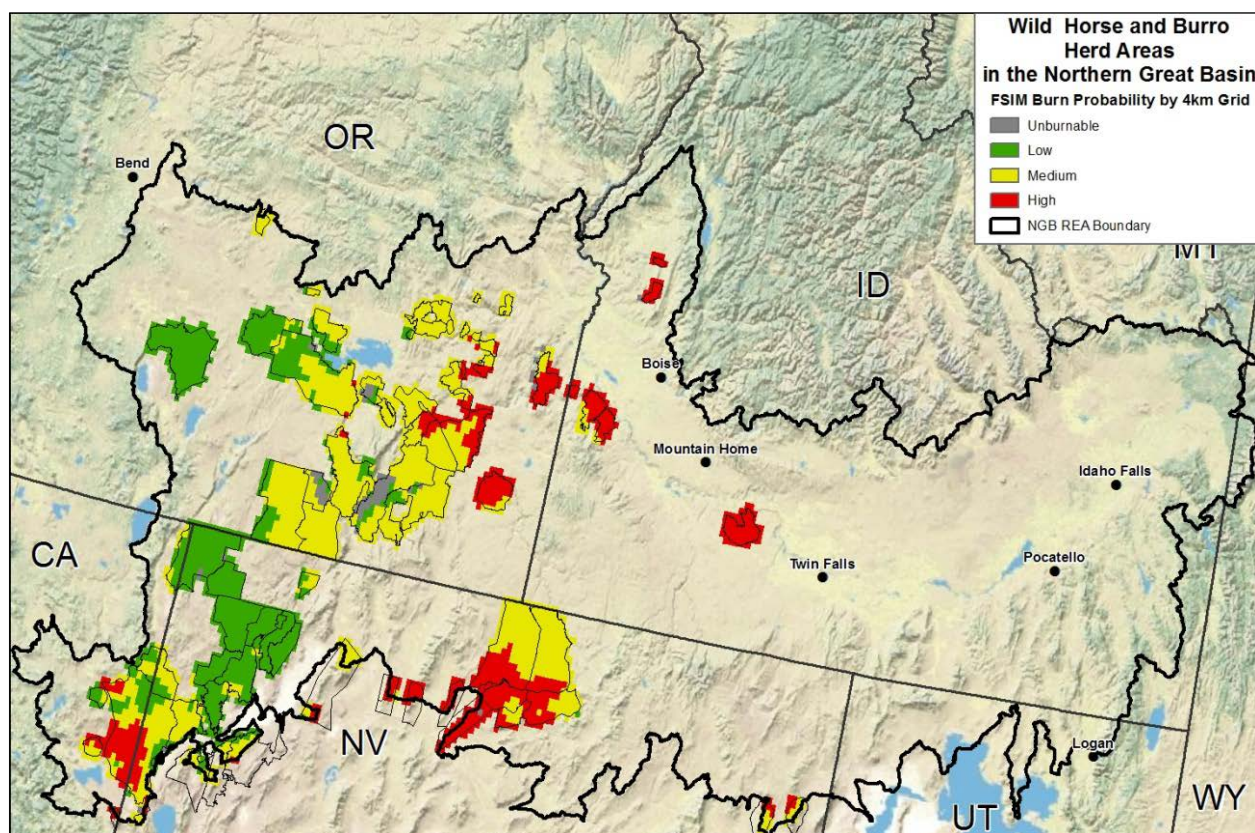 Wild Horse and Burro
Herd Areas
in the Northern Great Basin
FSIM Burn Probability by 4km Grid
Unburnable
Low
Medium
High
NGB REA Boundary
MT
OR
Bend
ID
Boise
Mountain Home
Idaho Falls
CA
Twin Falls
Pocatello
NV
Logan
UT
WY